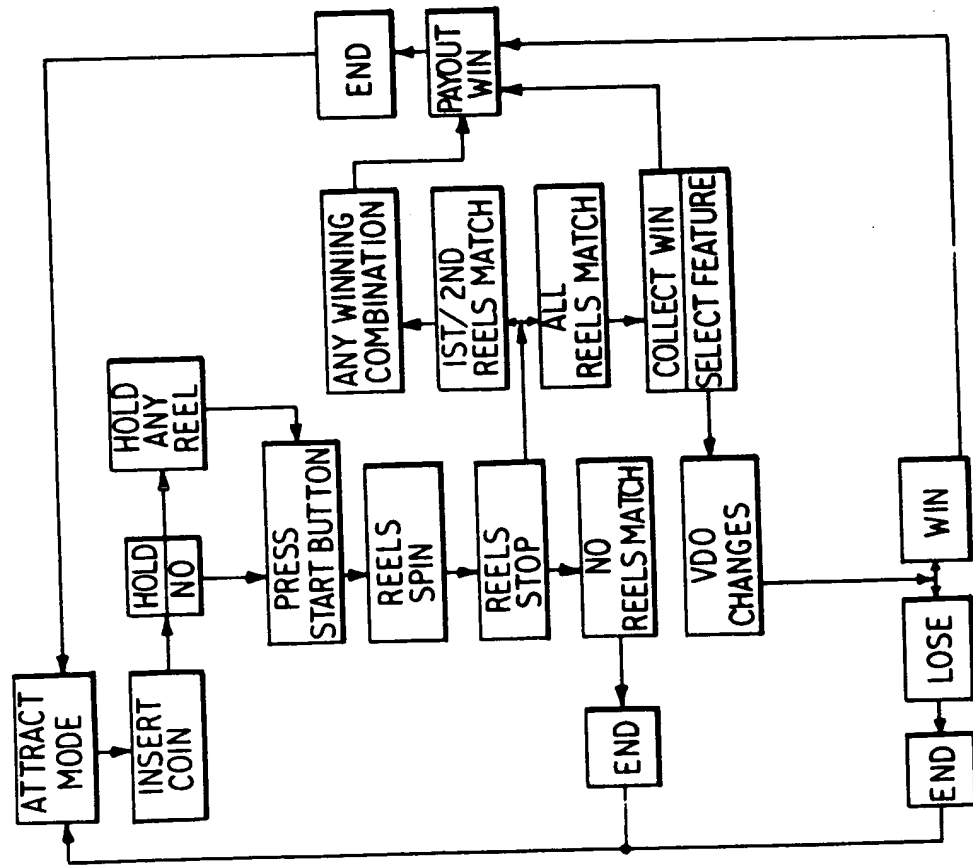 ATTRACT
MODE
INSERT
COIN
HOLD
NO
HOLD
ANY
REEL
PRESS
START BUTTON
REELS
SPIN
REELS
STOP
NO
REELS MATCH
END
ANY WINNING
COMBINATION
1ST/2ND
REELS MATCH
ALL
REELS MATCH
COLLECT WIN
SELECT FEATURE
PAYOUT
WIN
END
VDO
CHANGES
WIN
LOSE
END